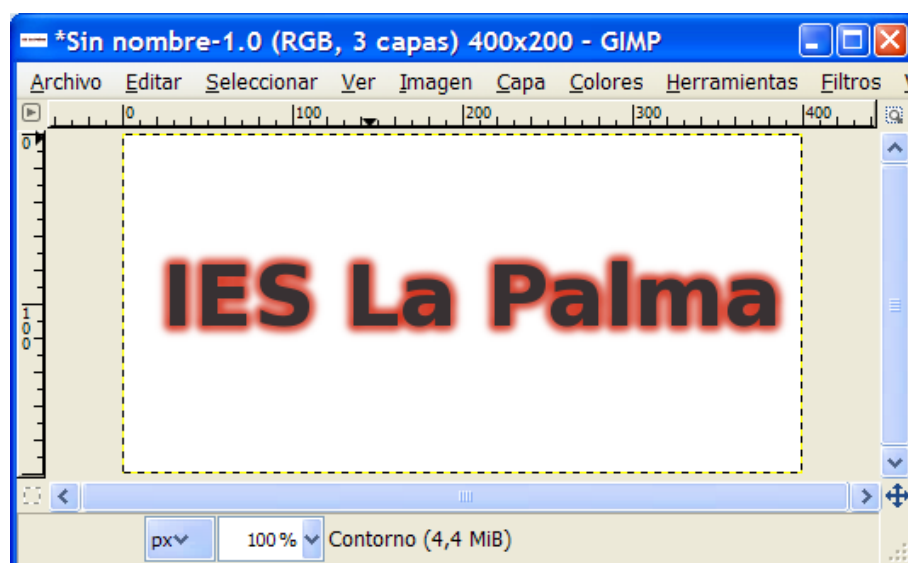 *Sin nombre-1.0 (RGB, 3 capas) 400x200 - GIMP
Archivo Editar Seleccionar Ver Imagen Capa Colores Herramientas Filtros
0 100 200 300 400
0
100
IES La Palma
px 100 % Contorno (4,4 MiB)